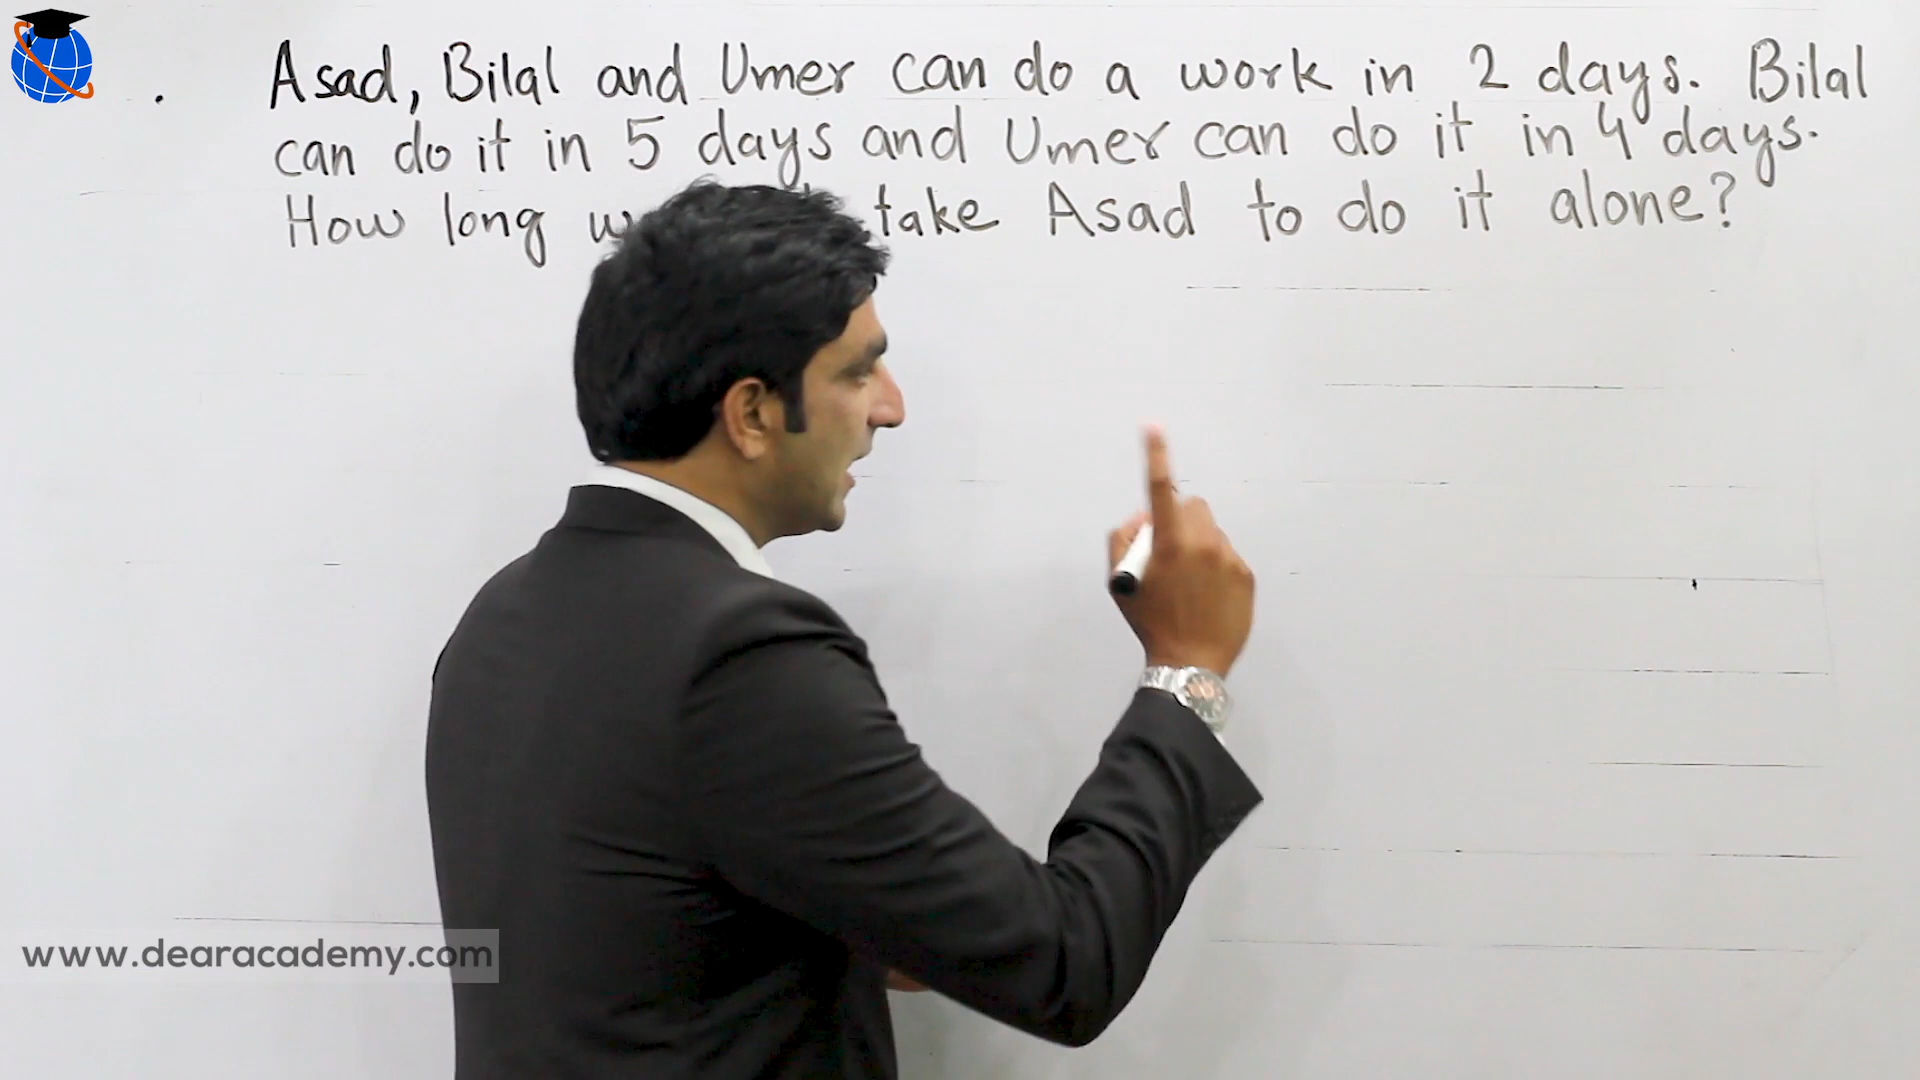 Asad, Bilal and Umer can do a work in 2 days. Bilal
can do it in 5 days and Umer can do it in 4 days.
How long take Asad to do it alone?
www.dearacademy.com